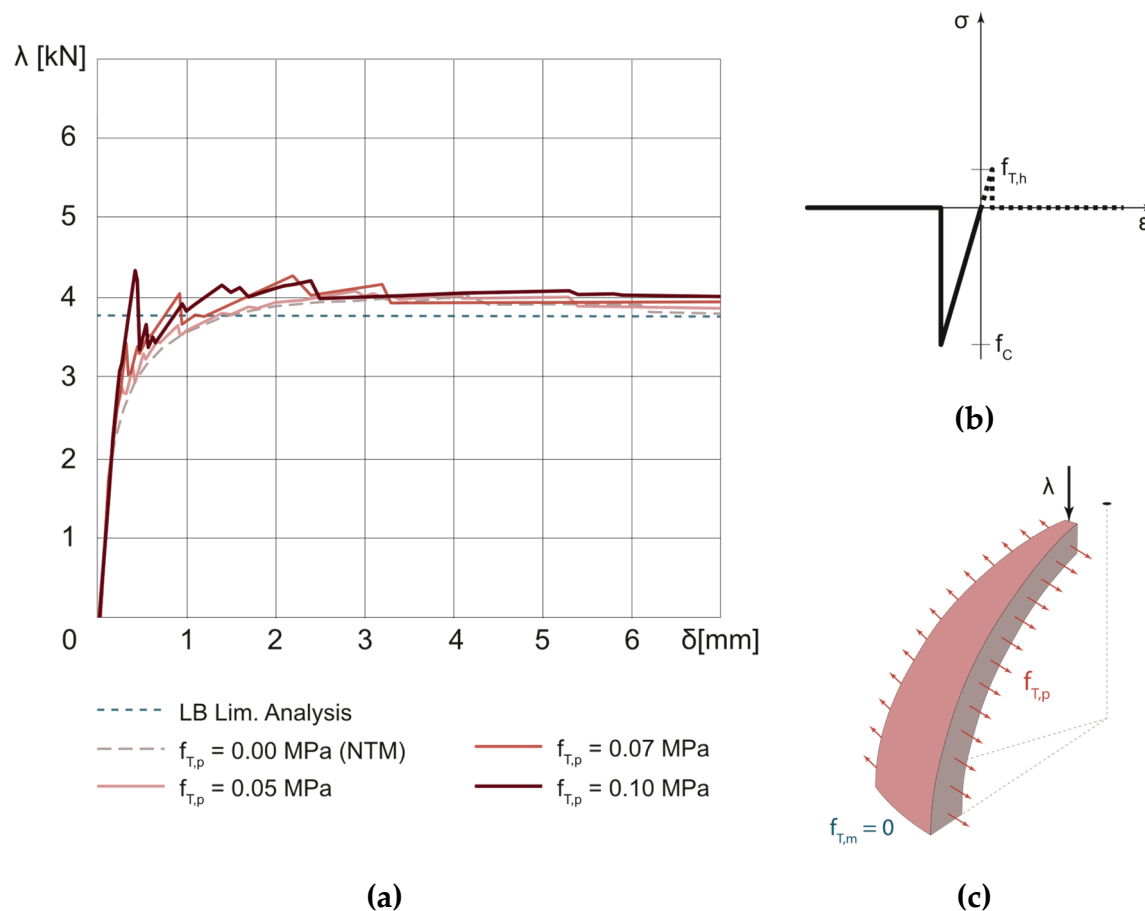 λ [kN]
6
5
4
3
2
1
0
1
2
3
4
5
6
δ[mm]
LB Lim. Analysis
f_T,p = 0.00 MPa (NTM)
f_T,p = 0.05 MPa
f_T,p = 0.07 MPa
f_T,p = 0.10 MPa
(a)
σ
f_T,h
ε
f_C
(b)
λ
f_T,p
f_T,m = 0
(c)